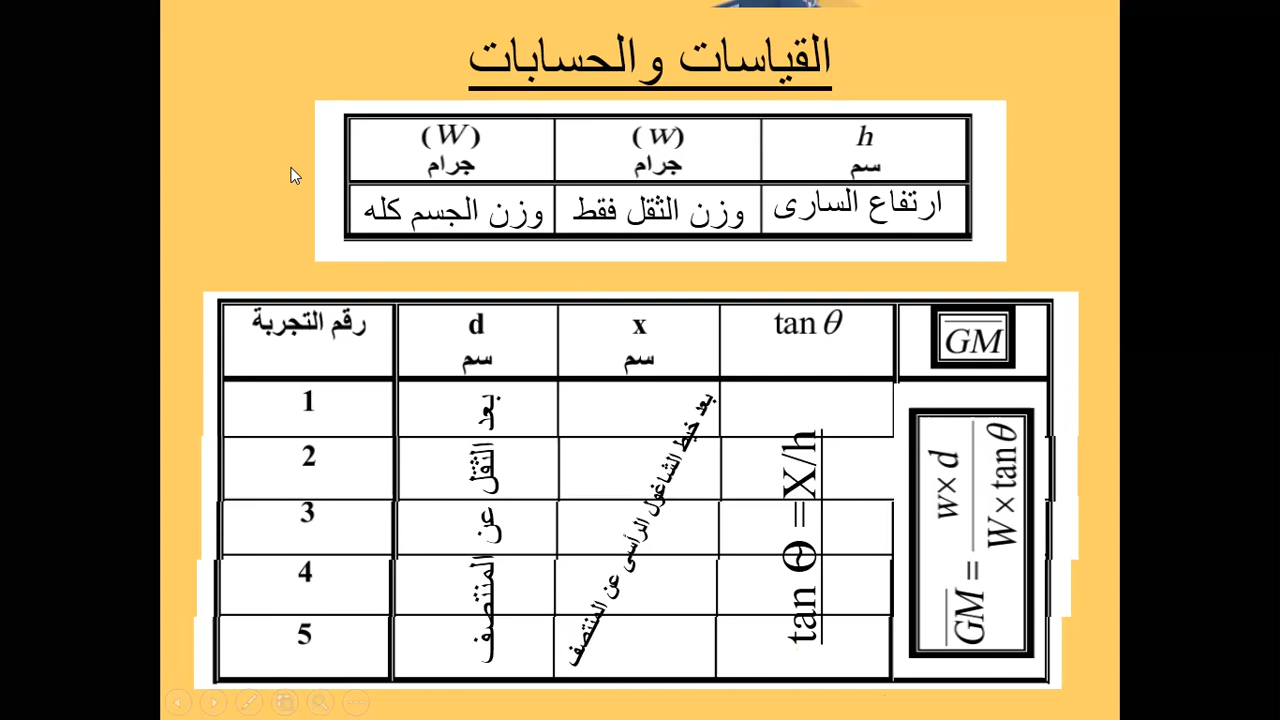 القياسات والحسابات
h (w) (W)
سم جرام جرام
ارتفاع السارى وزن الثقل فقط وزن الجسم كله
رقم التجربة d x tan θ GM
سم سم
1
2
3
4
5
بعد الثقل عن المنتصف
بعد خيط الشاغول الرأسى عن المنتصف
tan Θ =X/h
GM = w×d / W×tanθ